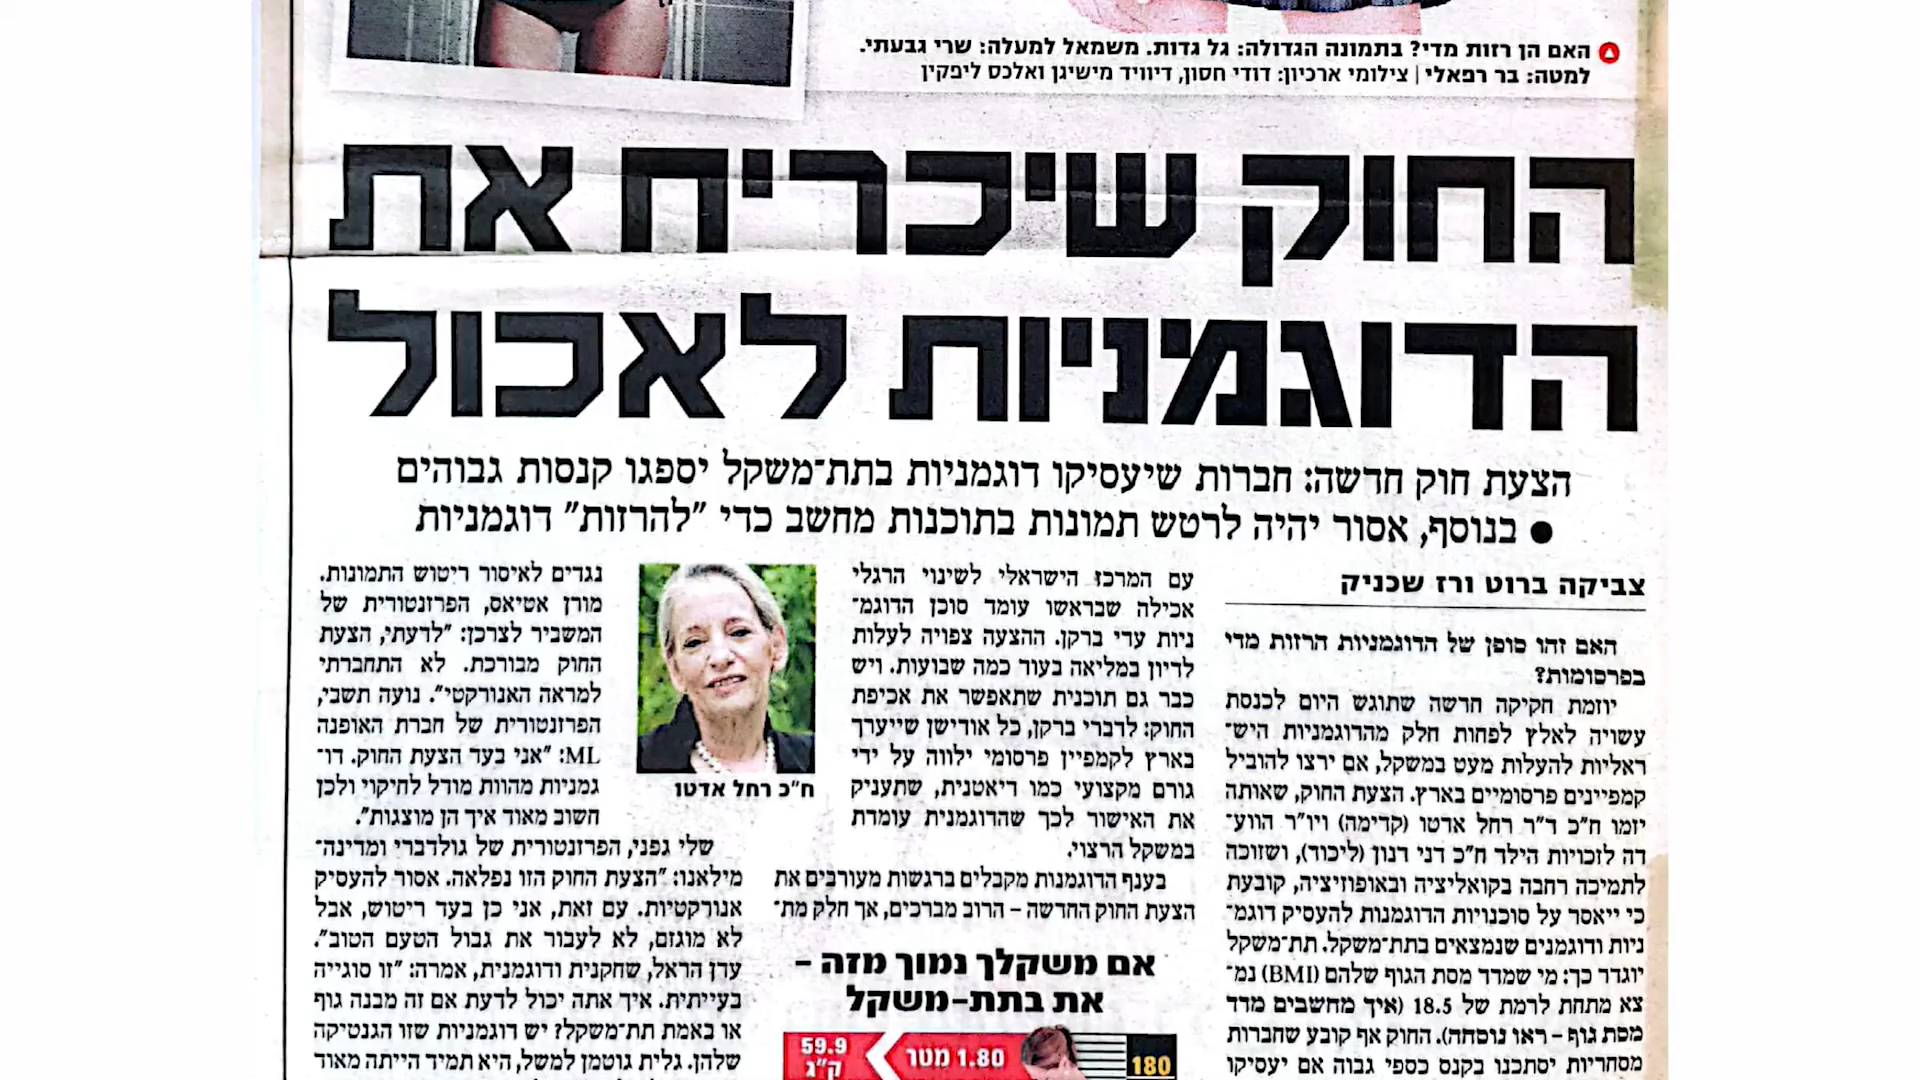 האם הן רזות מדי? בתמונה הגדולה: גל גדות. משמאל למעלה: שרי גבעתי.
למטה: בר רפאלי | צילומי ארכיון: דודי חסון, דיוויד מישיגן ואלכס ליפקין
החוק שיכריח את
הדוגמניות לאכול
הצעת חוק חדשה: חברות שיעסיקו דוגמניות בתת־משקל יספגו קנסות גבוהים
● בנוסף, אסור יהיה לרטש תמונות בתוכנות מחשב כדי "להרזות" דוגמניות
צביקה ברוט ורז שכניק
האם זהו סופן של הדוגמניות הרזות מדי
בפרסומות?
יוזמת חקיקה חדשה שתוגש היום לכנסת
עשויה לאלץ לפחות חלק מהדוגמניות היש־
ראליות להעלות מעט במשקל, אם ירצו להוביל
קמפיינים פרסומיים בארץ. הצעת החוק, שאותה
יזמו ח"כ ד"ר רחל אדטו (קדימה) ויו"ר הווע־
דה לזכויות הילד ח"כ דני דנון (ליכוד), ושזוכה
לתמיכה רחבה בקואליציה ובאופוזיציה, קובעת
כי ייאסר על סוכנויות הדוגמנות להעסיק דוגמ־
ניות ודוגמנים שנמצאים בתת־משקל. תת־משקל
יוגדר כך: מי שמדד מסת הגוף שלהם (BMI) נמ־
צא מתחת לרמת של 18.5 (איך מחשבים מדד
מסת גוף – ראו נוסחה). החוק אף קובע שחברות
מסחריות יסתכנו בקנס כספי גבוה אם יעסיקו
עם המרכז הישראלי לשינוי הרגלי
אכילה שבראשו עומד סוכן הדוגמ־
ניות עדי ברקן. ההצעה צפויה לעלות
לדיון במליאה בעוד כמה שבועות. ויש
כבר גם תוכנית שתאפשר את אכיפת
החוק: לדברי ברקן, כל אודישן שייערך
בארץ לקמפיין פרסומי ילווה על ידי
גורם מקצועי כמו דיאטנית, שתעניק
את האישור לכך שהדוגמנית עומדת
במשקל הרצוי.
בענף הדוגמנות מקבלים ברגשות מעורבים את
הצעת החוק החדשה – הרוב מברכים, אך חלק מת־
ח"כ רחל אדטו
אם משקלך נמוך מזה –
את בתת-משקל
180
1.80 מטר
59.9
ק"ג
נגדים לאיסור ריטוש התמונות.
מורן אטיאס, הפרזנטורית של
המשביר לצרכן: "לדעתי, הצעת
החוק מבורכת. לא התחברתי
למראה האנורקטי". נועה תשבי,
הפרזנטורית של חברת האופנה
ML: "אני בעד הצעת החוק. דו־
גמניות מהוות מודל לחיקוי ולכן
חשוב מאוד איך הן מוצגות".
שלי גפני, הפרזנטורית של גולדברי ומדינה־
מילאנו: "הצעת החוק הזו נפלאה. אסור להעסיק
אנורקטיות. עם זאת, אני כן בעד ריטוש, אבל
לא מוגזם, לא לעבור את גבול הטעם הטוב".
ערן הראל, שחקנית ודוגמנית, אמרה: "זו סוגייה
בעייתית. איך אתה יכול לדעת אם זה מבנה גוף
או באמת תת־משקל? יש דוגמניות שזו הגנטיקה
שלהן. גלית גוטמן למשל, היא תמיד הייתה מאוד